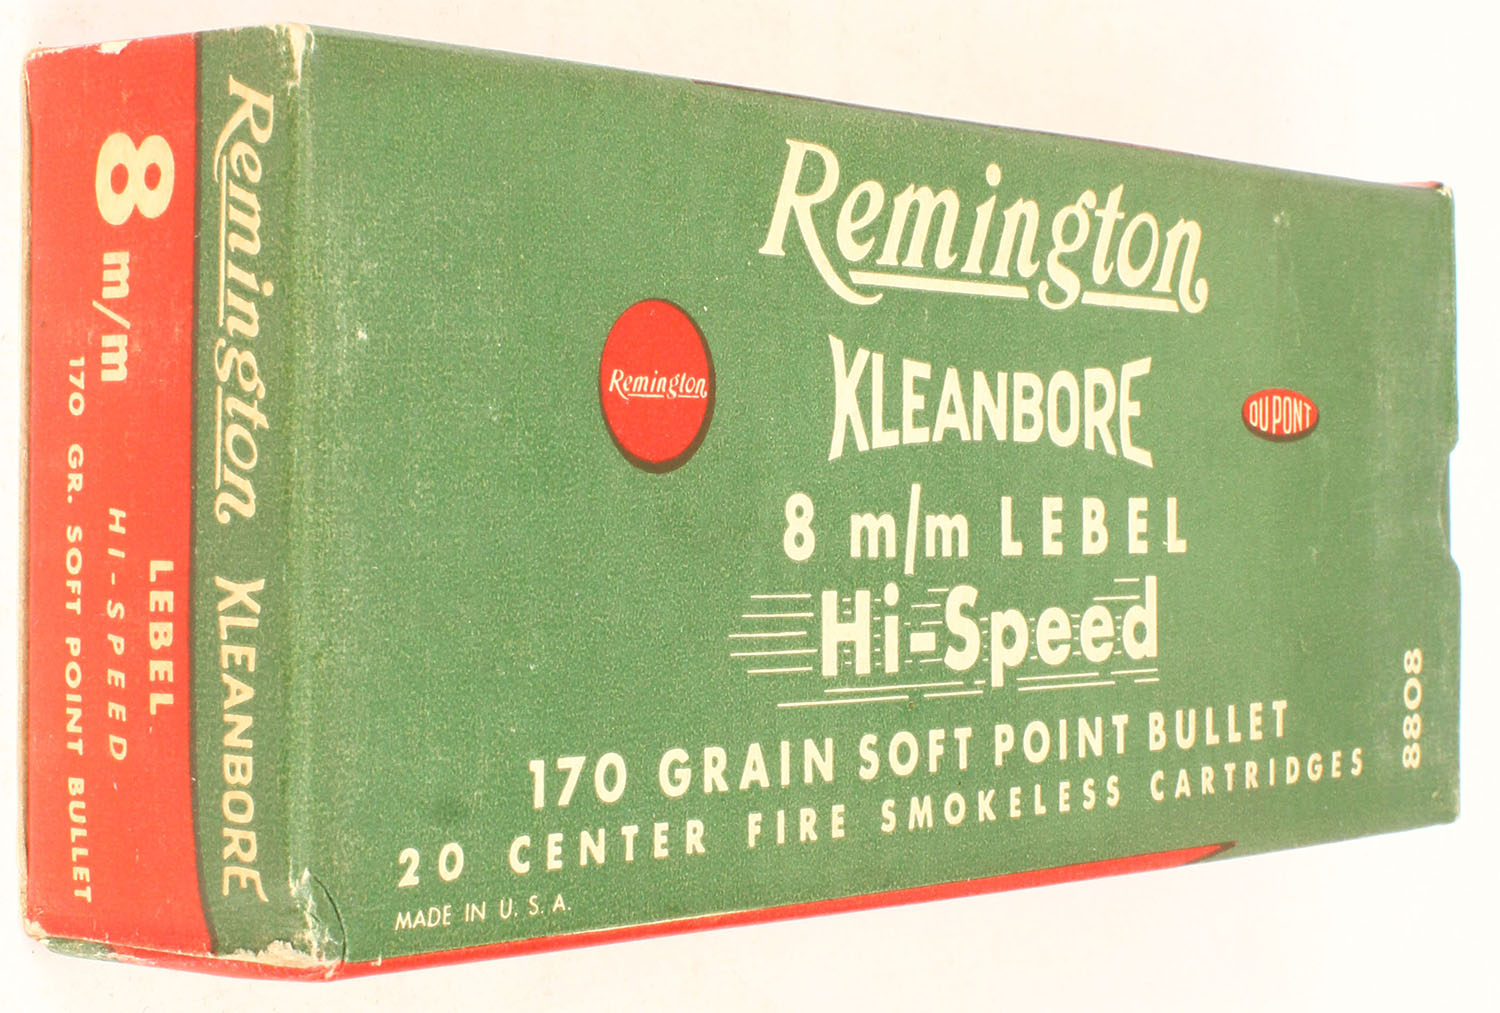 Remington
KLEANBORE
8 m/m LEBEL
Hi-Speed
170 GRAIN SOFT POINT BULLET
20 CENTER FIRE SMOKELESS CARTRIDGES
MADE IN U. S. A.
Remington
DU PONT
8808
Remington KLEANBORE
8 m/m LEBEL
HI-SPEED
170 GR. SOFT POINT BULLET